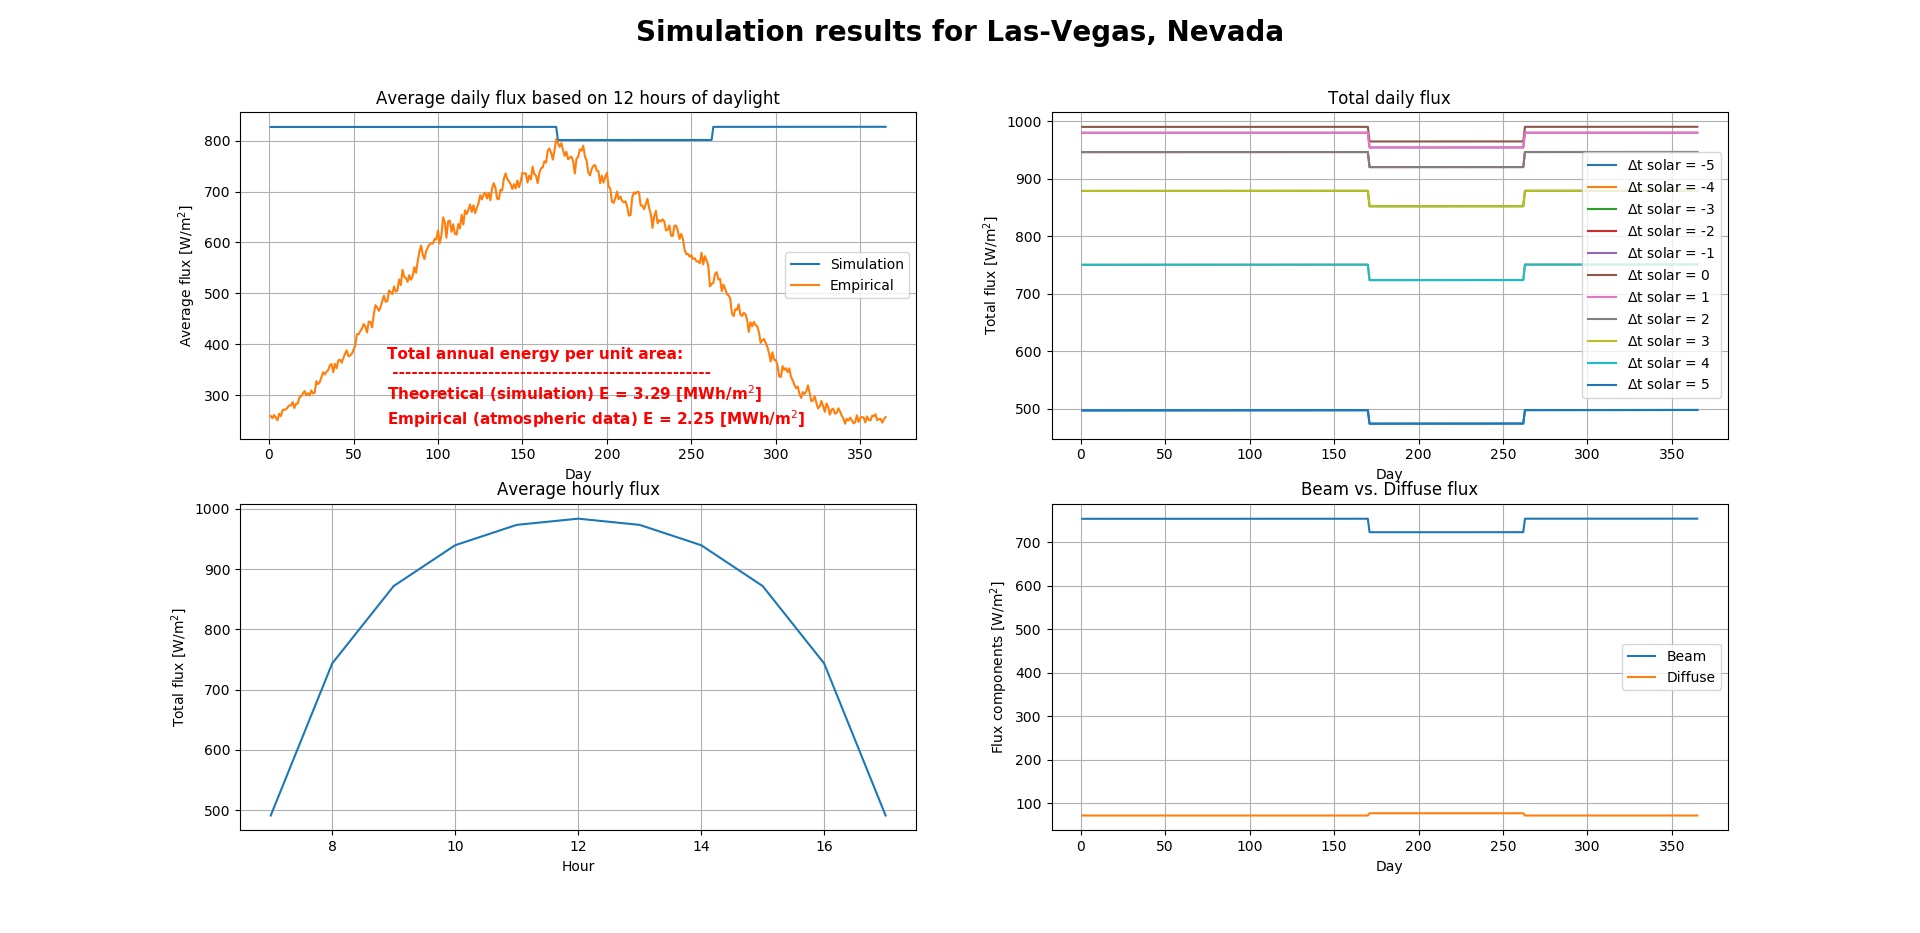 Simulation results for Las-Vegas, Nevada
Average daily flux based on 12 hours of daylight
Average flux [W/m²]
800
700
600
500
400
300
Simulation
Empirical
Total annual energy per unit area:
Theoretical (simulation) E = 3.29 [MWh/m²]
Empirical (atmospheric data) E = 2.25 [MWh/m²]
0 50 100 150 200 250 300 350
Day
Total daily flux
Total flux [W/m²]
1000
900
800
700
600
500
Δt solar = -5
Δt solar = -4
Δt solar = -3
Δt solar = -2
Δt solar = -1
Δt solar = 0
Δt solar = 1
Δt solar = 2
Δt solar = 3
Δt solar = 4
Δt solar = 5
0 50 100 150 200 250 300 350
Day
Average hourly flux
Total flux [W/m²]
1000
900
800
700
600
500
8 10 12 14 16
Hour
Beam vs. Diffuse flux
Flux components [W/m²]
700
600
500
400
300
200
100
Beam
Diffuse
0 50 100 150 200 250 300 350
Day